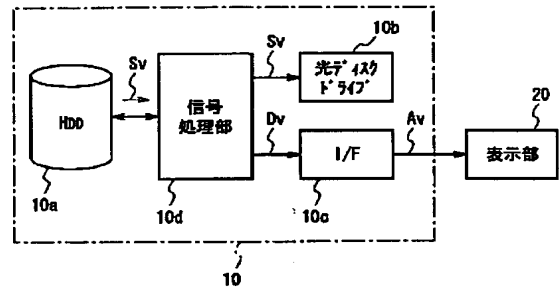 10b
Sv
Sv
光ディスク
ドライブ
HDD
信号
処理部
20
Dv
Av
I/F
表示部
10a
10d
10c
10